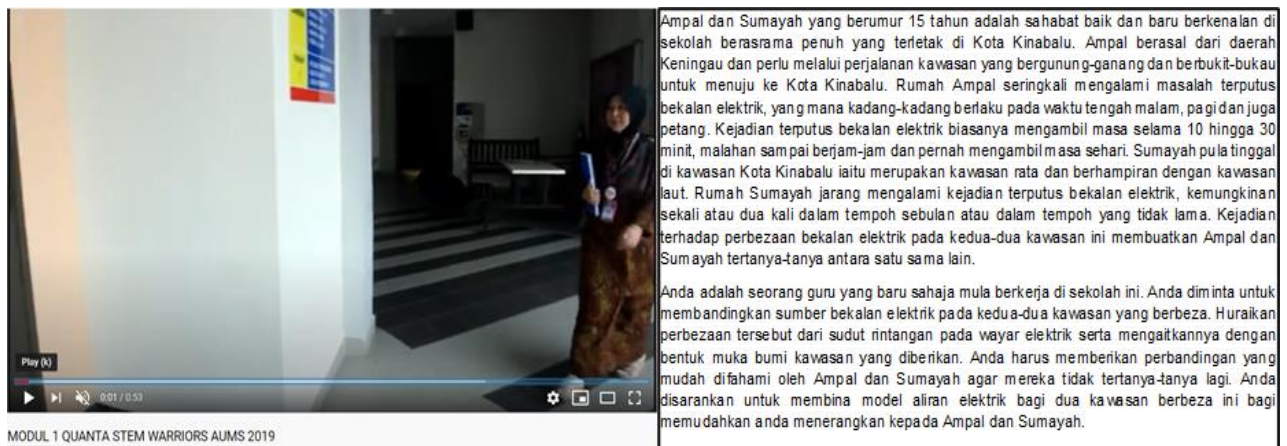 Play (k)
0:01 / 0:53
MODUL 1 QUANTA STEM WARRIORS AUMS 2019
Ampal dan Sumayah yang berumur 15 tahun adalah sahabat baik dan baru berkenalan di
sekolah berasrama penuh yang terletak di Kota Kinabalu. Ampal berasal dari daerah
Keningau dan perlu melalui perjalanan kawasan yang bergunung-ganang dan berbukit-bukau
untuk menuju ke Kota Kinabalu. Rumah Ampal seringkali mengalami masalah terputus
bekalan elektrik, yang mana kadang-kadang berlaku pada waktu tengah malam, pagi dan juga
petang. Kejadian terputus bekalan elektrik biasanya mengambil masa selama 10 hingga 30
minit, malahan sampai berjam-jam dan pernah mengambil masa sehari. Sumayah pula tinggal
di kawasan Kota Kinabalu iaitu merupakan kawasan rata dan berhampiran dengan kawasan
laut. Rumah Sumayah jarang mengalami kejadian terputus bekalan elektrik, kemungkinan
sekali atau dua kali dalam tempoh sebulan atau dalam tempoh yang tidak lama. Kejadian
terhadap perbezaan bekalan elektrik pada kedua-dua kawasan ini membuatkan Ampal dan
Sumayah tertanya-tanya antara satu sama lain.
Anda adalah seorang guru yang baru sahaja mula berkerja di sekolah ini. Anda diminta untuk
membandingkan sumber bekalan elektrik pada kedua-dua kawasan yang berbeza. Huraikan
perbezaan tersebut dari sudut rintangan pada wayar elektrik serta mengaitkannya dengan
bentuk muka bumi kawasan yang diberikan. Anda harus memberikan perbandingan yang
mudah difahami oleh Ampal dan Sumayah agar mereka tidak tertanya-tanya lagi. Anda
disarankan untuk membina model aliran elektrik bagi dua kawasan berbeza ini bagi
memudahkan anda menerangkan kepada Ampal dan Sumayah.